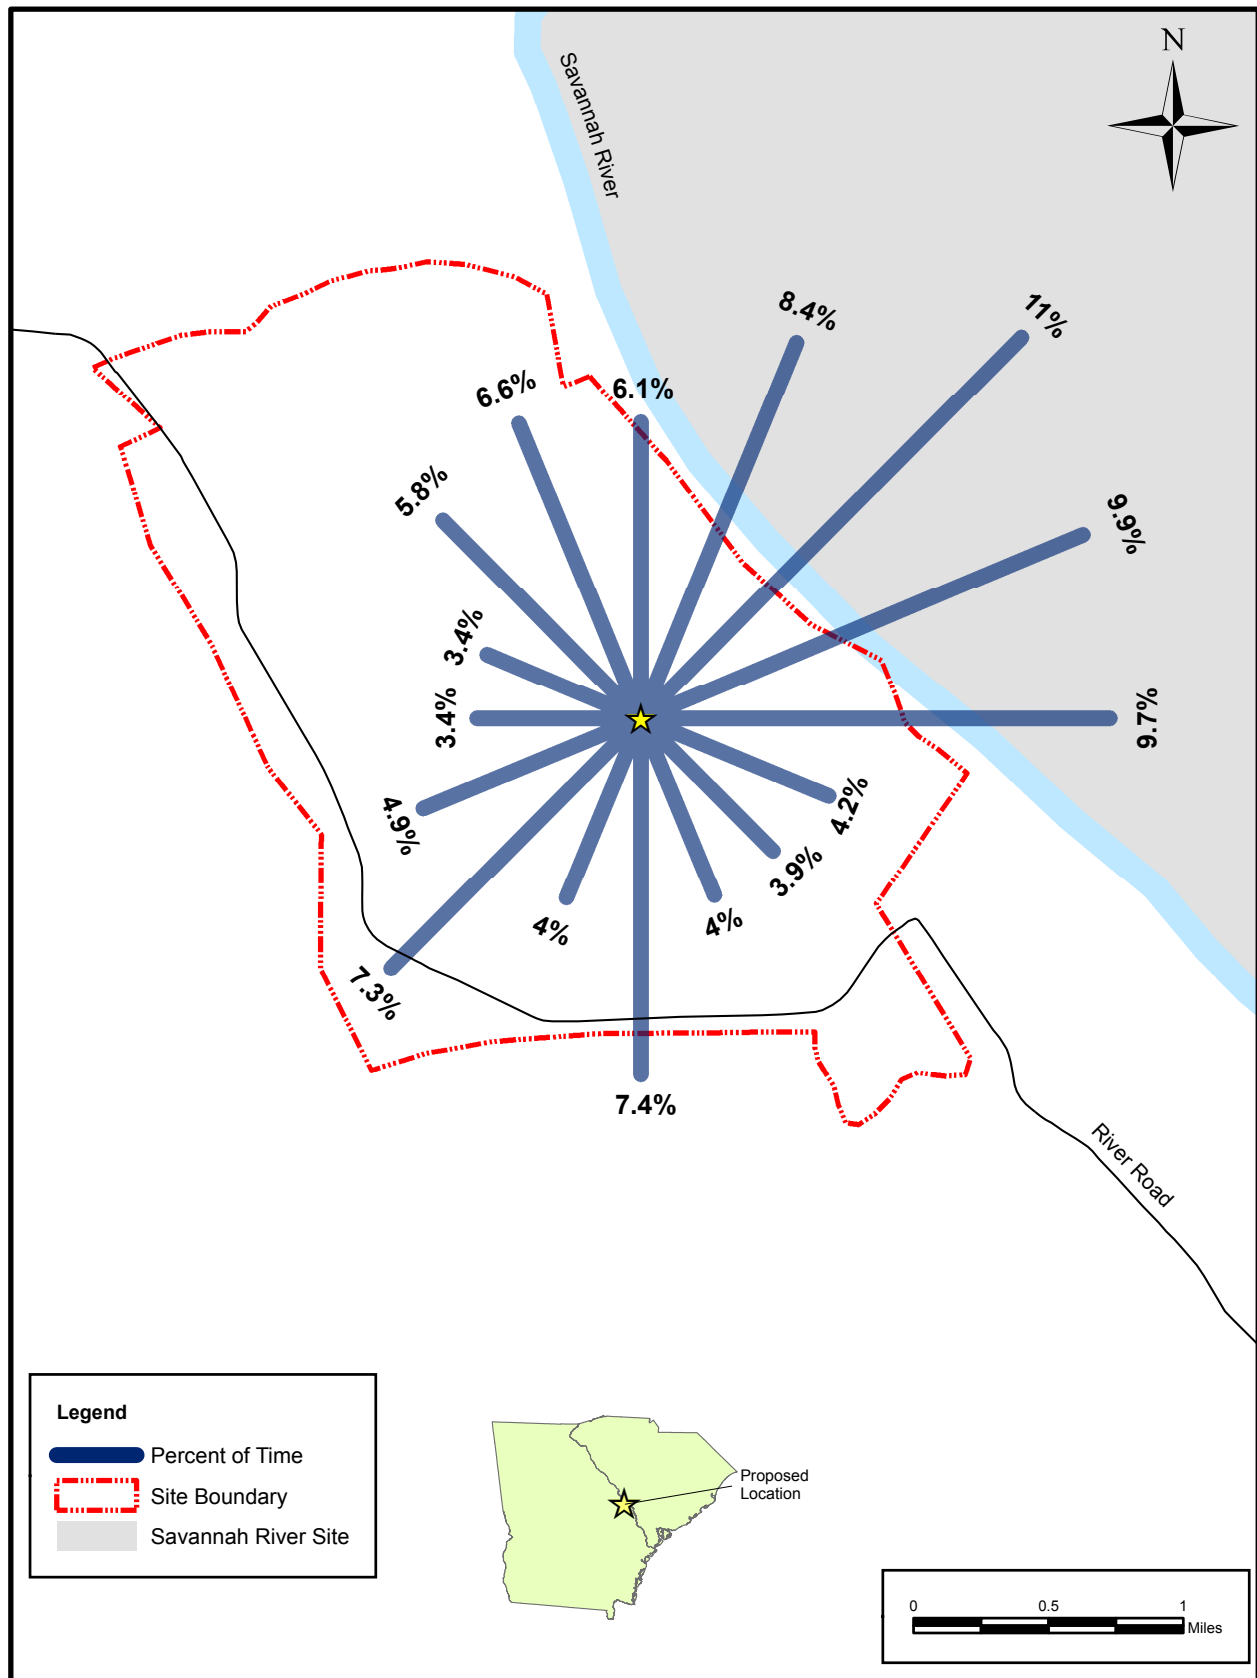 N
Savannah River
8.4%
11%
6.6%
6.1%
5.8%
9.9%
3.4%
3.4%
9.7%
4.9%
4.2%
3.9%
4%
4%
7.3%
7.4%
River Road
Legend
Percent of Time
Site Boundary
Savannah River Site
Proposed
Location
0
0.5
1
Miles